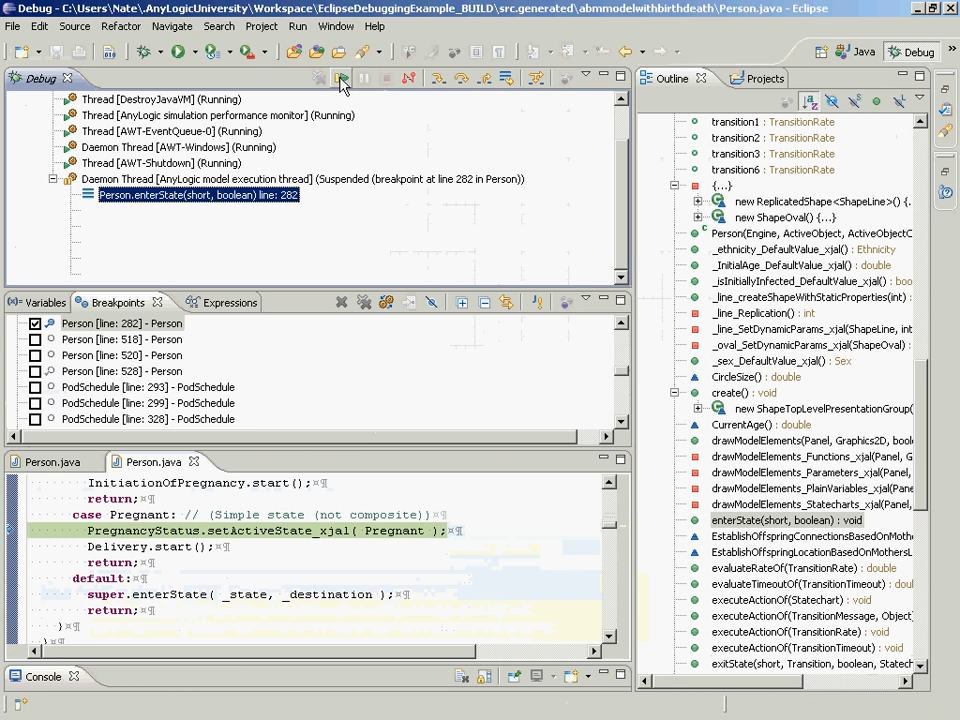 Debug - C:\Users\Nate.\.AnyLogicUniversity\Workspace\EclipseDebuggingExample_BUILD\src.generated\abmmodelwithbirthdeath\Person.java - Eclipse
File Edit Source Refactor Navigate Search Project Run Window Help
Java Debug
Debug
Thread [DestroyJavaVM] (Running)
Thread [AnyLogic simulation performance monitor] (Running)
Thread [AWT-EventQueue-0] (Running)
Daemon Thread [AWT-Windows] (Running)
Thread [AWT-Shutdown] (Running)
Daemon Thread [AnyLogic model execution thread] (Suspended (breakpoint at line 282 in Person))
Person.enterState(short, boolean) line: 282
(x)= Variables Breakpoints Expressions
Person [line: 282] - Person
Person [line: 518] - Person
Person [line: 520] - Person
Person [line: 528] - Person
PodSchedule [line: 293] - PodSchedule
PodSchedule [line: 299] - PodSchedule
PodSchedule [line: 328] - PodSchedule
Person.java Person.java
InitiationOfPregnancy.start();¤¶
return;¤¶
case Pregnant: // (Simple state (not composite))¤¶
PregnancyStatus.setActiveState_xjal( Pregnant );¤¶
Delivery.start();¤¶
return;¤¶
default:¤¶
super.enterState( _state, _destination );¤¶
return;¤¶
}¤¶
Console
Outline Projects
transition1 : TransitionRate
transition2 : TransitionRate
transition3 : TransitionRate
transition6 : TransitionRate
{...}
new ReplicatedShape<ShapeLine>() {.
new ShapeOval() {...}
Person(Engine, ActiveObject, ActiveObjectC
_ethnicity_DefaultValue_xjal() : Ethnicity
_InitialAge_DefaultValue_xjal() : double
_isInitiallyInfected_DefaultValue_xjal() : boo
_line_createShapeWithStaticProperties(int) :
_line_Replication() : int
_line_SetDynamicParams_xjal(ShapeLine, int
_oval_SetDynamicParams_xjal(ShapeOval) :
_sex_DefaultValue_xjal() : Sex
CircleSize() : double
create() : void
new ShapeTopLevelPresentationGroup(
CurrentAge() : double
drawModelElements(Panel, Graphics2D, boole
drawModelElements_Functions_xjal(Panel, G
drawModelElements_Parameters_xjal(Panel,
drawModelElements_PlainVariables_xjal(Pane
drawModelElements_Statecharts_xjal(Panel,
enterState(short, boolean) : void
EstablishOffspringConnectionsBasedOnMothe
EstablishOffspringLocationBasedOnMothersL
evaluateRateOf(TransitionRate) : double
evaluateTimeoutOf(TransitionTimeout) : doul
executeActionOf(Statechart) : void
executeActionOf(TransitionMessage, Object)
executeActionOf(TransitionRate) : void
executeActionOf(TransitionTimeout) : void
exitState(short, Transition, boolean, Statech